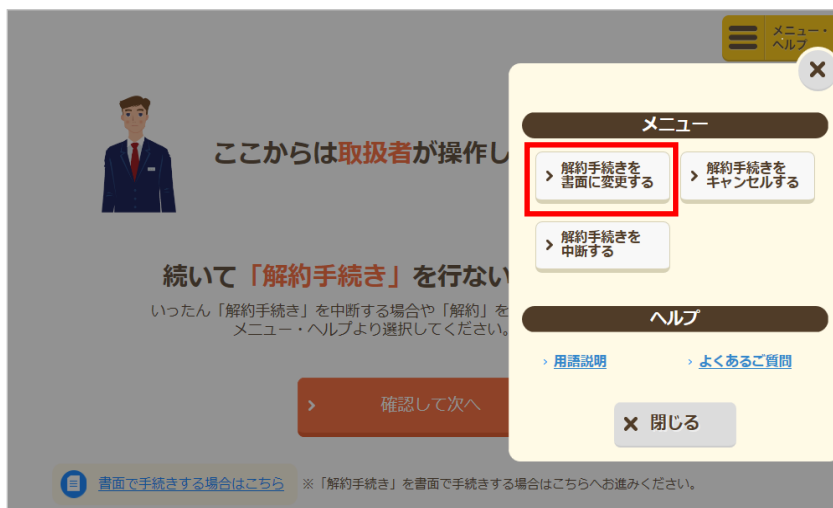 メニュー・
ヘルプ
ここからは取扱者が操作し
続いて「解約手続き」を行ない
いったん「解約手続き」を中断する場合や「解約」を
メニュー・ヘルプより選択してください。
確認して次へ
書面で手続きする場合はこちら ※「解約手続き」を書面で手続きする場合はこちらへお進みください。
メニュー
解約手続きを
書面に変更する
解約手続きを
キャンセルする
解約手続きを
中断する
ヘルプ
用語説明
よくあるご質問
閉じる